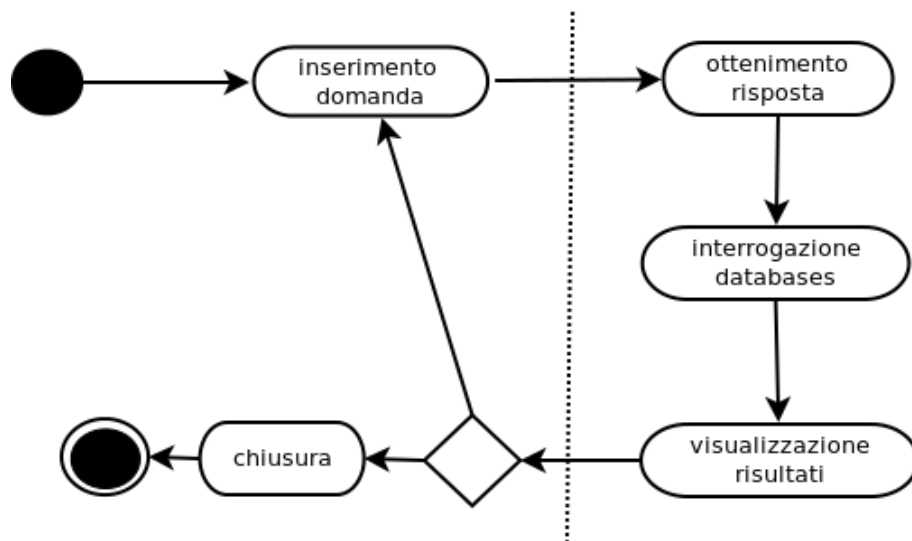 inserimento
domanda
ottenimento
risposta
interrogazione
databases
visualizzazione
risultati
chiusura